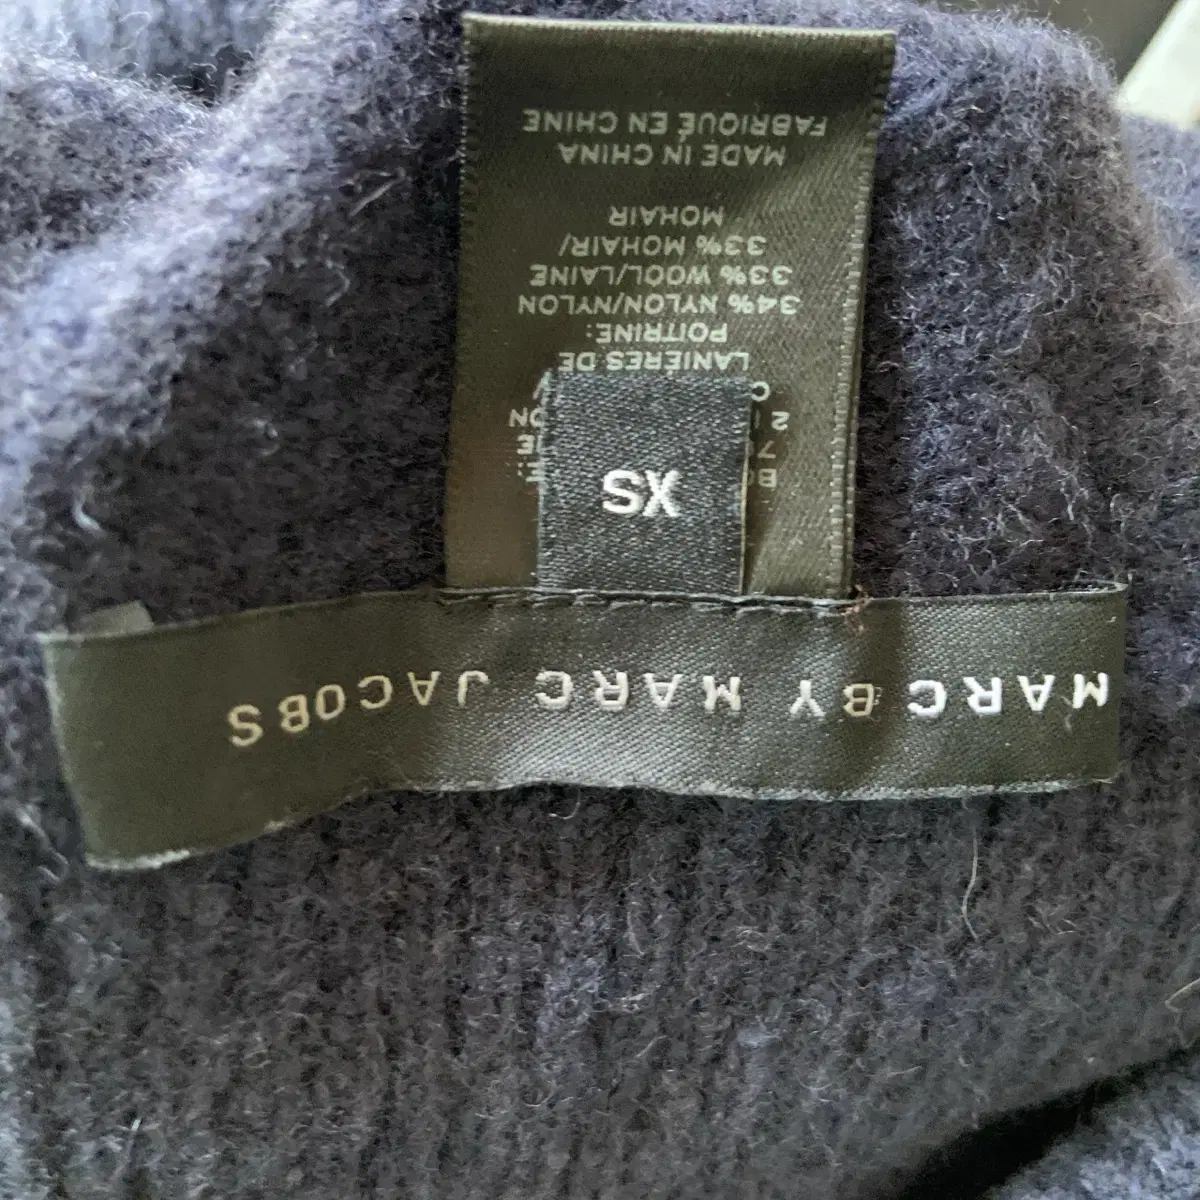 MARC BY MARC JACOBS
XS
LANIÈRES DE
POITRINE:
34% NYLON/NYLON
33% WOOL/LAINE
33% MOHAIR/
MOHAIR
MADE IN CHINA
FABRIQUÉ EN CHINE